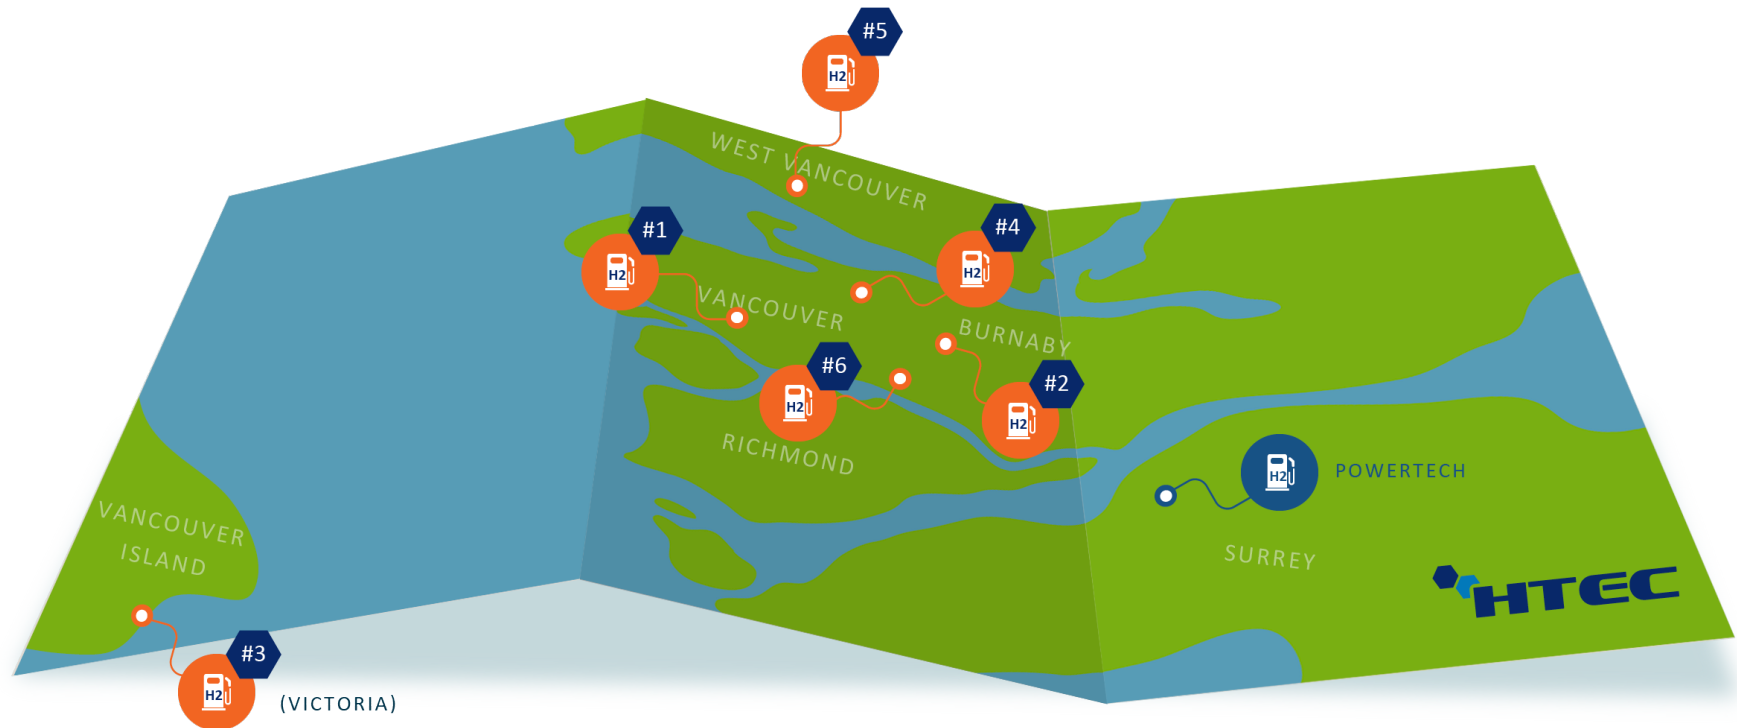 #5
H2
WEST VANCOUVER
#1
H2
#4
H2
VANCOUVER
BURNABY
#6
H2
#2
H2
RICHMOND
H2
POWERTECH
VANCOUVER
ISLAND
SURREY
HTEC
#3
H2
(VICTORIA)